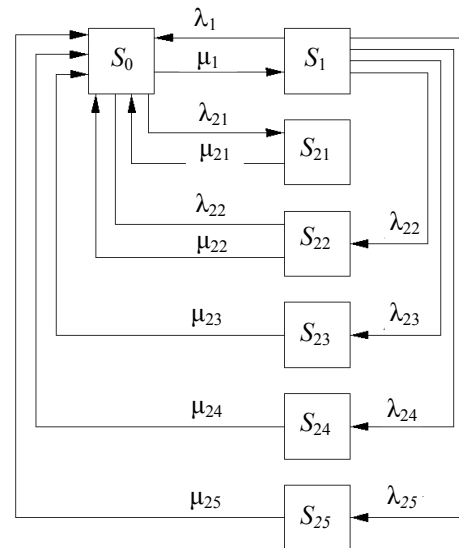 λ₁
S₀ μ₁ S₁
λ₂₁
μ₂₁ S₂₁
λ₂₂
μ₂₂ S₂₂ λ₂₂
μ₂₃ S₂₃ λ₂₃
μ₂₄ S₂₄ λ₂₄
μ₂₅ S₂₅ λ₂₅